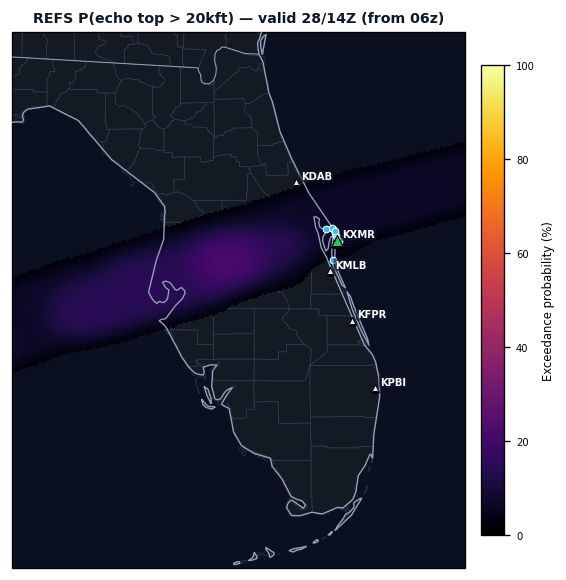 REFS P(echo top > 20kft) — valid 28/14Z (from 06z)
KDAB
KXMR
KMLB
KFPR
KPBI
100
80
60
40
20
0
Exceedance probability (%)